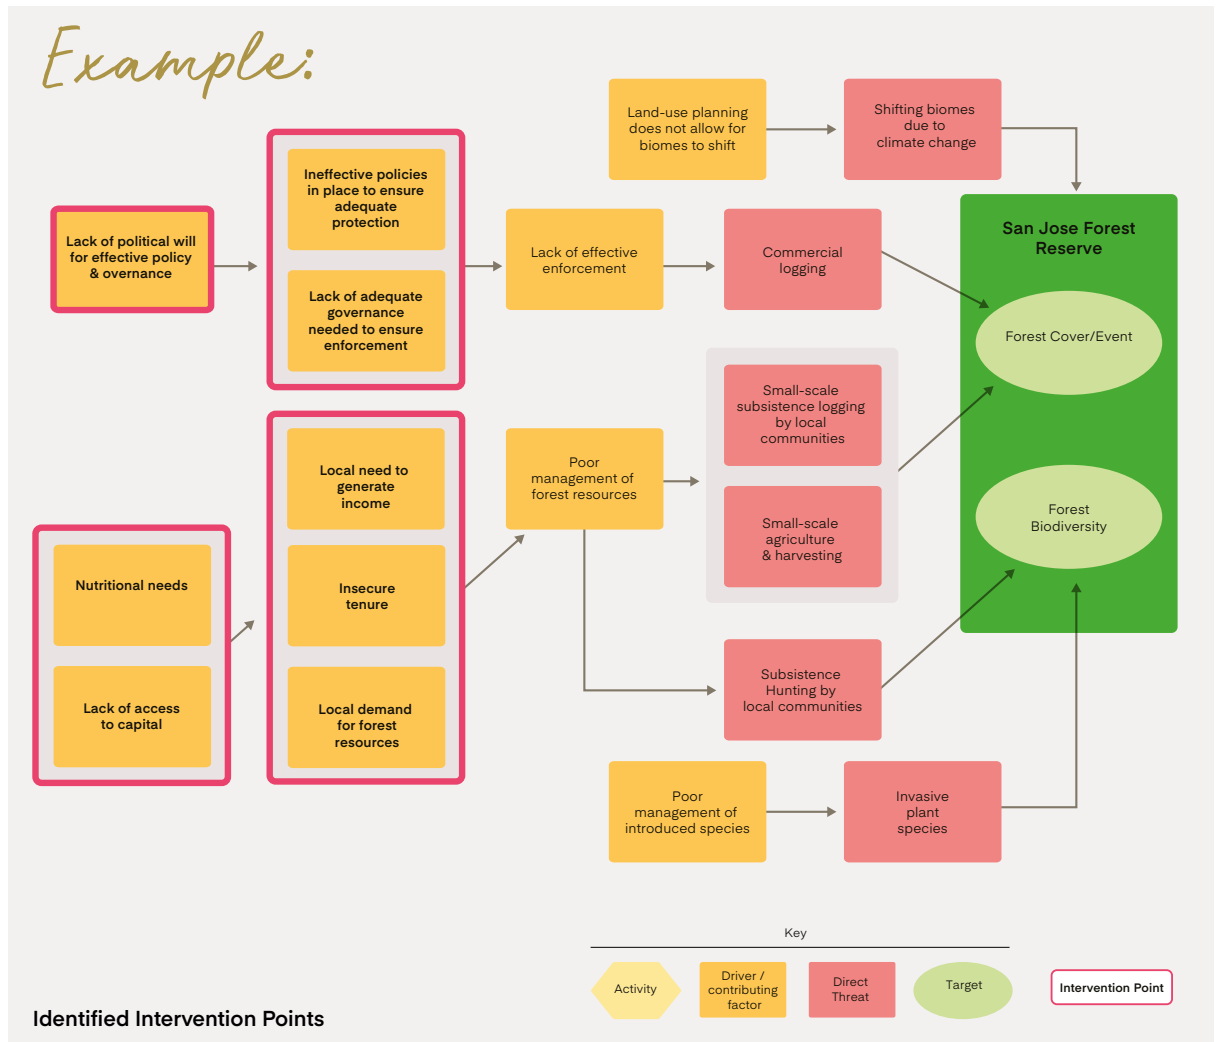 Example:
Land-use planning
does not allow for
biomes to shift
Shifting biomes
due to
climate change
Lack of political will
for effective policy
& overnance
Ineffective policies
in place to ensure
adequate
protection
Lack of adequate
governance
needed to ensure
enforcement
Lack of effective
enforcement
Commercial
logging
San Jose Forest
Reserve
Forest Cover/Event
Forest
Biodiversity
Small-scale
subsistence logging
by local
communities
Small-scale
agriculture
& harvesting
Poor
management of
forest resources
Local need to
generate
income
Insecure
tenure
Local demand
for forest
resources
Nutritional needs
Lack of access
to capital
Subsistence
Hunting by
local communities
Poor
management of
introduced species
Invasive
plant
species
Key
Activity
Driver /
contributing
factor
Direct
Threat
Target
Intervention Point
Identified Intervention Points